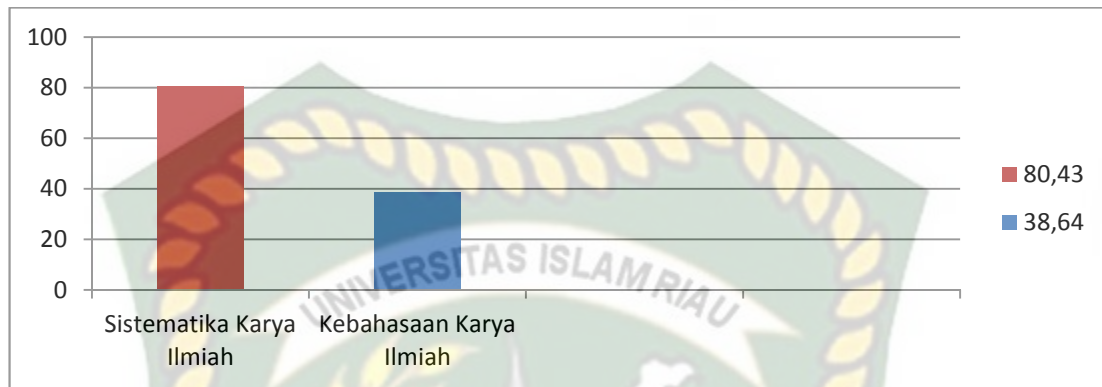 100
80
60
40
20
0
Sistematika Karya
Ilmiah
Kebahasaan Karya
Ilmiah
80,43
38,64
UNIVERSITAS ISLAM RIAU